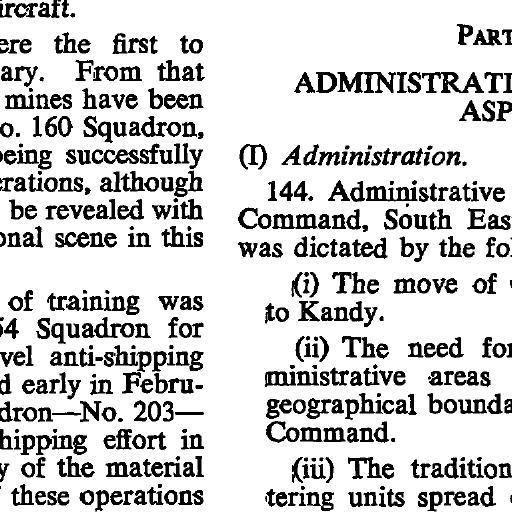 ircraft.
ere the first to
ary. From that
mines have been
o. 160 Squadron,
being successfully
erations, although
be revealed with
onal scene in this
of training was
54 Squadron for
vel anti-shipping
d early in Febru-
dron—No. 203—
hipping effort in
y of the material
these operations
PART
ADMINISTRATI
ASP
(I) Administration.
144. Administrative
Command, South Eas
was dictated by the fol
(i) The move of
to Kandy.
(ii) The need for
ministrative areas
geographical bounda
Command.
(iii) The tradition
tering units spread